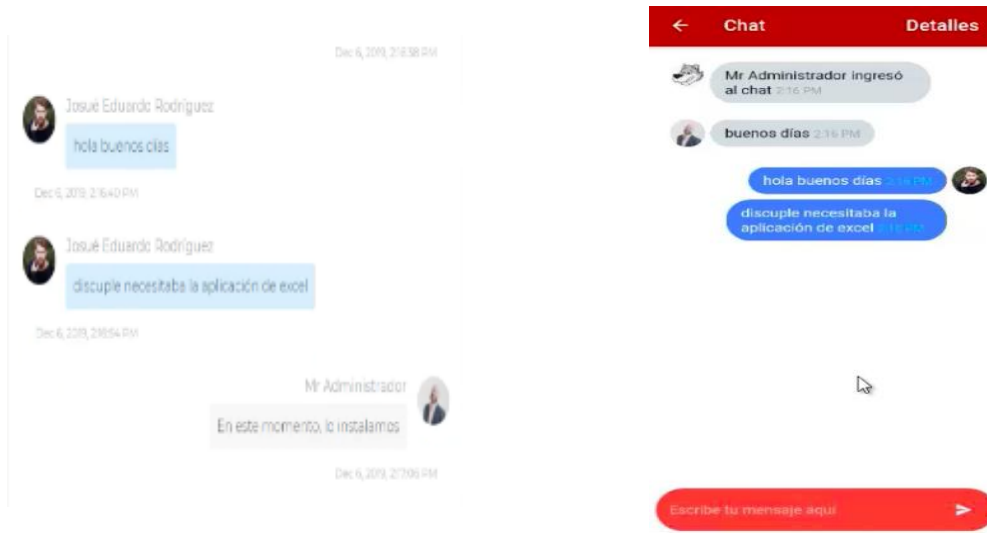 Dec 6, 2019, 2:16:38 PM
Josué Eduardo Rodríguez
hola buenos días
Dec 6, 2019, 2:16:40 PM
Josué Eduardo Rodríguez
discuple necesitaba la aplicación de excel
Dec 6, 2019,
Mr Administrador
En este momento, lo instalamos
Dec 6, 2019, 2:17:06 PM
Chat
Detalles
Mr Administrador ingresó
al chat 2:16 PM
buenos días 2:16 PM
hola buenos días 2:16 PM
discuple necesitaba la
aplicación de excel
Escribe tu mensaje aquí